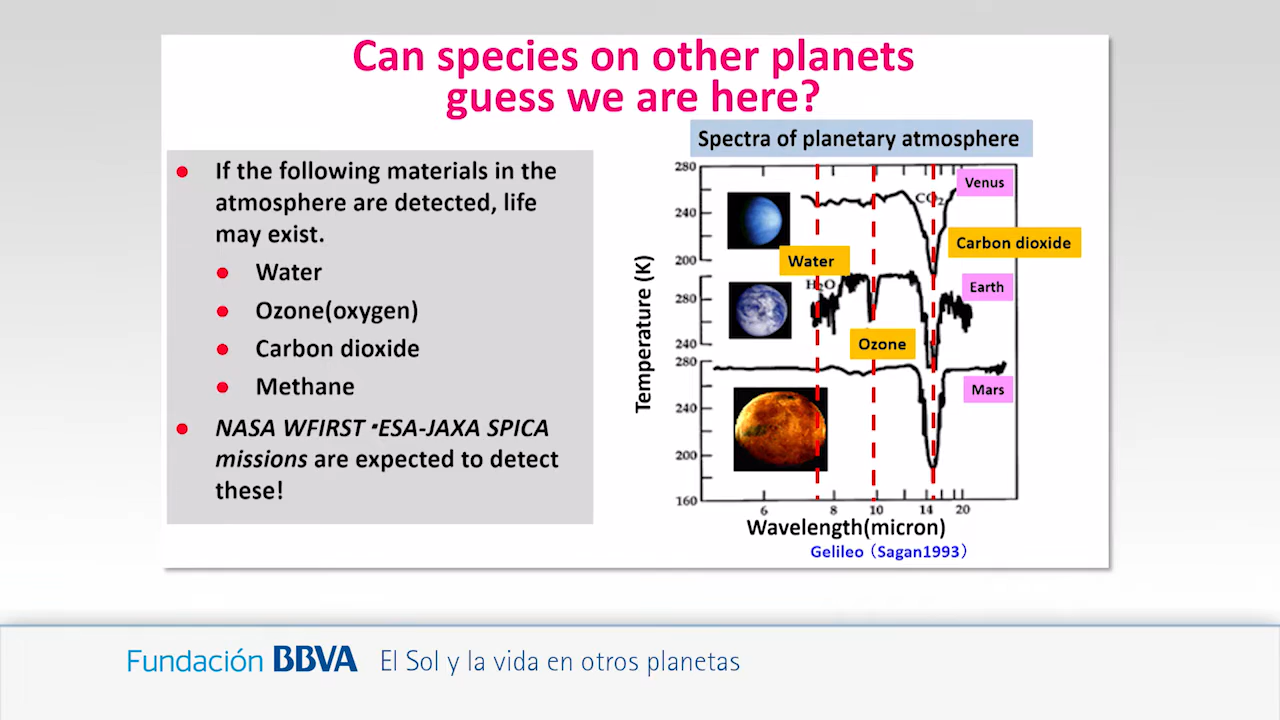 Can species on other planets
guess we are here?
If the following materials in the
atmosphere are detected, life
may exist.
Water
Ozone(oxygen)
Carbon dioxide
Methane
NASA WFIRST・ESA-JAXA SPICA
missions are expected to detect
these!
Spectra of planetary atmosphere
280
240
200
280
240
280
240
200
160
Temperature (K)
CO₂
Venus
Carbon dioxide
Water
H₂O
Earth
Ozone
Mars
6 8 10 14 20
Wavelength(micron)
Gelileo（Sagan1993）
Fundación BBVA El Sol y la vida en otros planetas